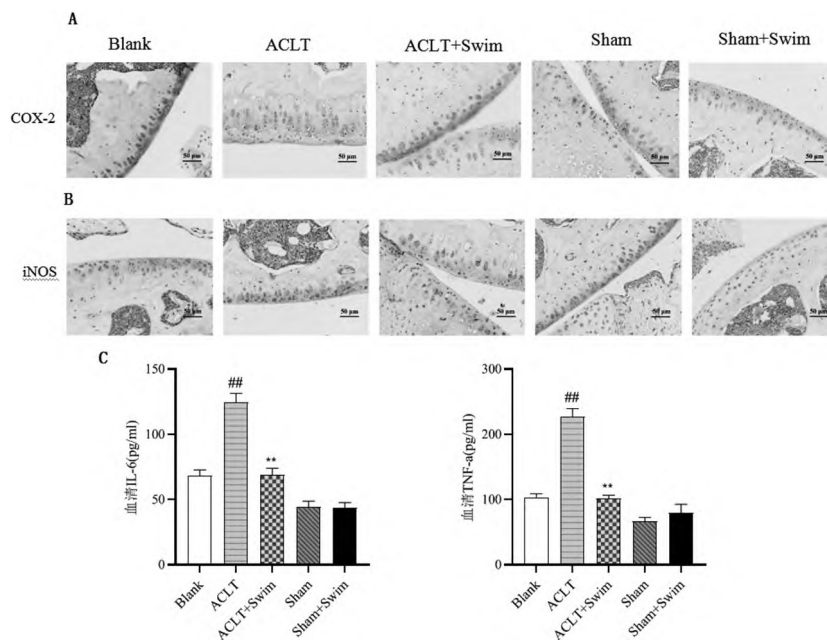 A
Blank ACLT ACLT+Swim Sham Sham+Swim
COX-2
50 μm 50 μm 50 μm 50 μm 50 μm
B
iNOS
50 μm 50 μm 50 μm 50 μm 50 μm
C
血清IL-6(pg/ml)
150
100
50
0
##
**
Blank ACLT ACLT+Swim Sham Sham+Swim
血清TNF-a(pg/ml)
300
200
100
0
##
**
Blank ACLT ACLT+Swim Sham Sham+Swim